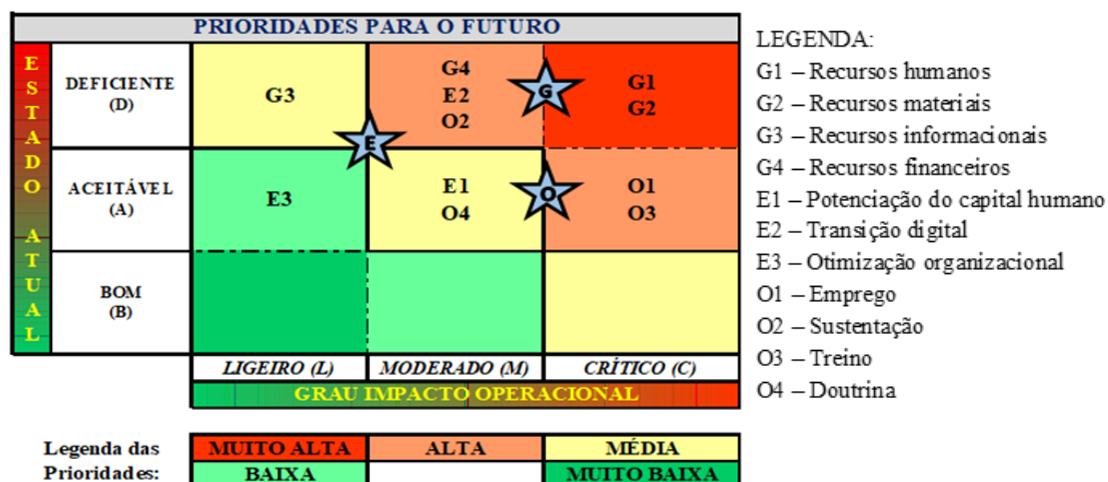 PRIORIDADES PARA O FUTURO
ESTADO ATUAL
DEFICIENTE
(D)
G3
G4
E2
O2
G1
G2
G
E
ACEITÁVEL
(A)
E3
E1
O4
O
O1
O3
BOM
(B)
LIGEIRO (L) MODERADO (M) CRÍTICO (C)
GRAU IMPACTO OPERACIONAL
Legenda das
Prioridades:
MUITO ALTA ALTA MÉDIA
BAIXA MUITO BAIXA
LEGENDA:
G1 – Recursos humanos
G2 – Recursos materiais
G3 – Recursos informacionais
G4 – Recursos financeiros
E1 – Potenciação do capital humano
E2 – Transição digital
E3 – Otimização organizacional
O1 – Emprego
O2 – Sustentação
O3 – Treino
O4 – Doutrina